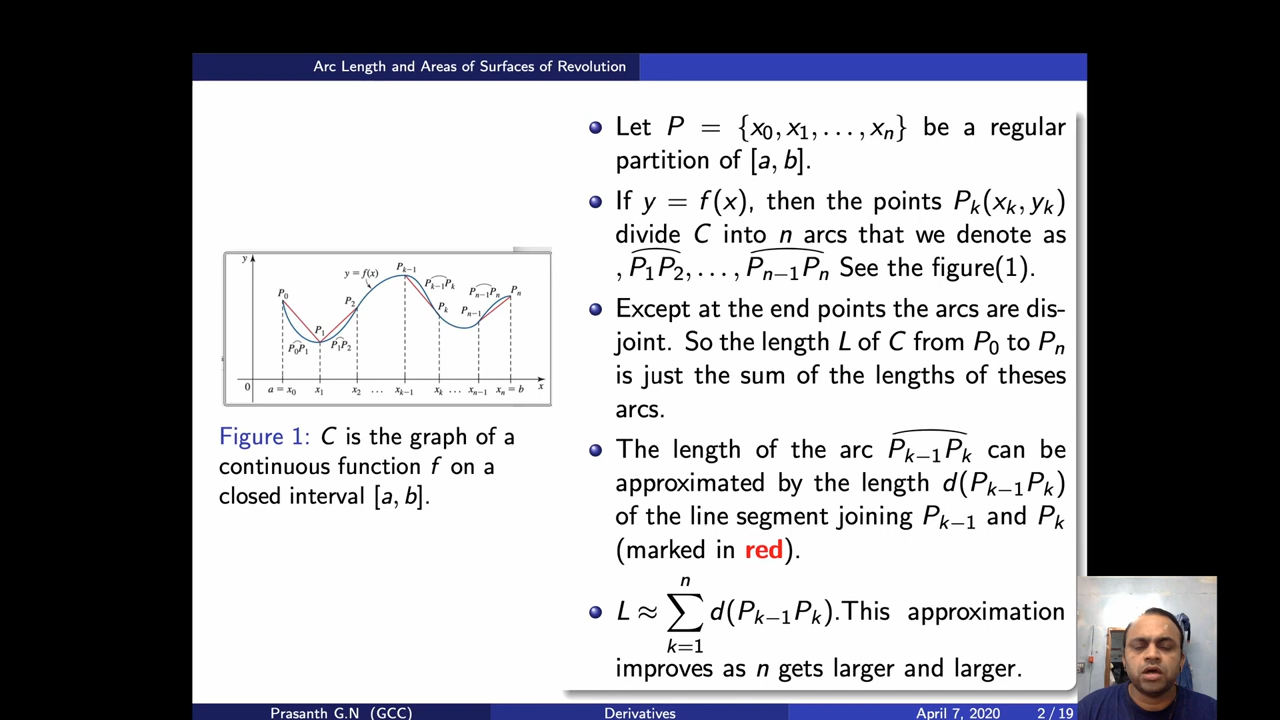 Arc Length and Areas of Surfaces of Revolution
y
y = f(x)
P₀
P₁
P₂
Pₖ₋₁
Pₖ₋₁Pₖ
Pₖ
Pₙ₋₁
Pₙ₋₁Pₙ
Pₙ
P₀P₁
P₁P₂
0
a = x₀ x₁ x₂ … xₖ₋₁ xₖ … xₙ₋₁ xₙ = b x
Figure 1: C is the graph of a
continuous function f on a
closed interval [a, b].
Let P = {x₀, x₁, . . . , xₙ} be a regular
partition of [a, b].
If y = f(x), then the points Pₖ(xₖ, yₖ)
divide C into n arcs that we denote as
, P₁P₂, . . . , Pₙ₋₁Pₙ See the figure(1).
Except at the end points the arcs are dis-
joint. So the length L of C from P₀ to Pₙ
is just the sum of the lengths of theses
arcs.
The length of the arc Pₖ₋₁Pₖ can be
approximated by the length d(Pₖ₋₁Pₖ)
of the line segment joining Pₖ₋₁ and Pₖ
(marked in red).
L ≈ ∑ₖ₌₁ⁿ d(Pₖ₋₁Pₖ).This approximation
improves as n gets larger and larger.
Prasanth G.N (GCC) Derivatives April 7, 2020 2 / 19